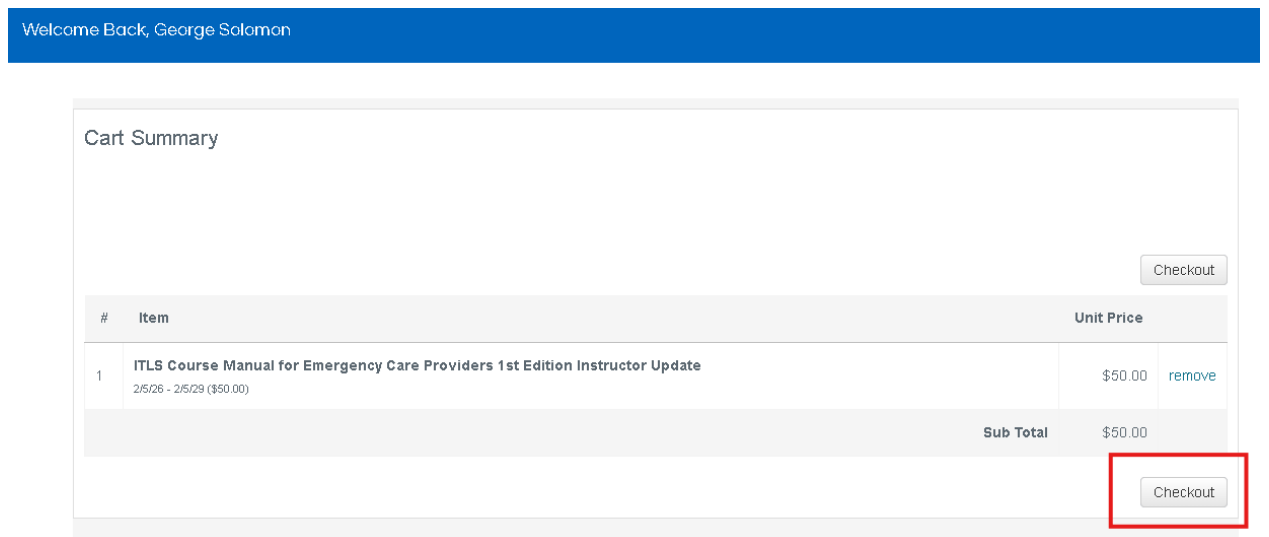 Welcome Back, George Solomon
Cart Summary
Checkout
# Item Unit Price
1 ITLS Course Manual for Emergency Care Providers 1st Edition Instructor Update $50.00 remove
2/5/26 - 2/5/29 ($50.00)
Sub Total $50.00
Checkout